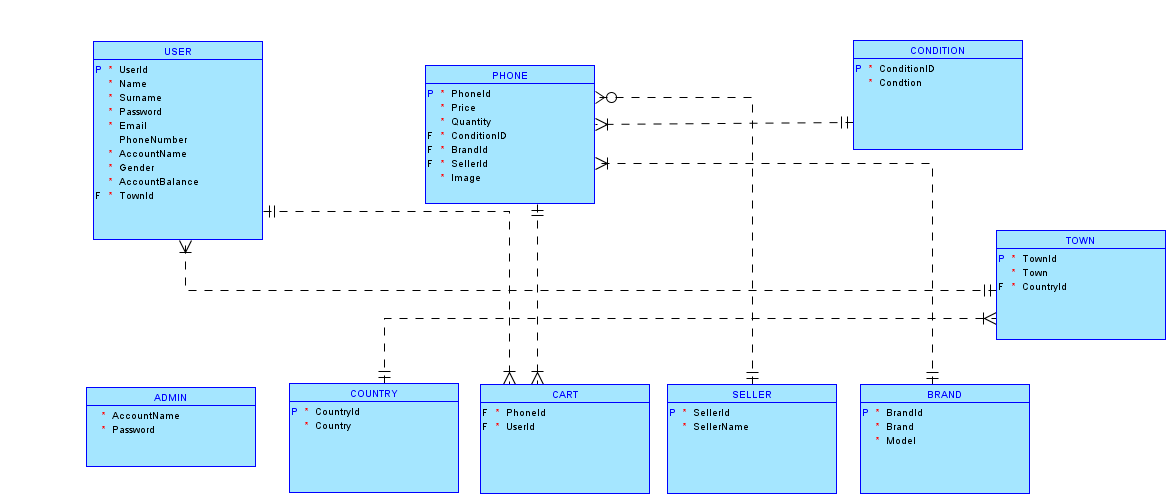 USER
P * UserId
* Name
* Surname
* Password
* Email
PhoneNumber
* AccountName
* Gender
* AccountBalance
F * TownId
PHONE
P * PhoneId
* Price
* Quantity
F * ConditionID
F * BrandId
F * SellerId
* Image
CONDITION
P * ConditionID
* Condtion
TOWN
P * TownId
* Town
F * CountryId
ADMIN
* AccountName
* Password
COUNTRY
P * CountryId
* Country
CART
F * PhoneId
F * UserId
SELLER
P * SellerId
* SellerName
BRAND
P * BrandId
* Brand
* Model